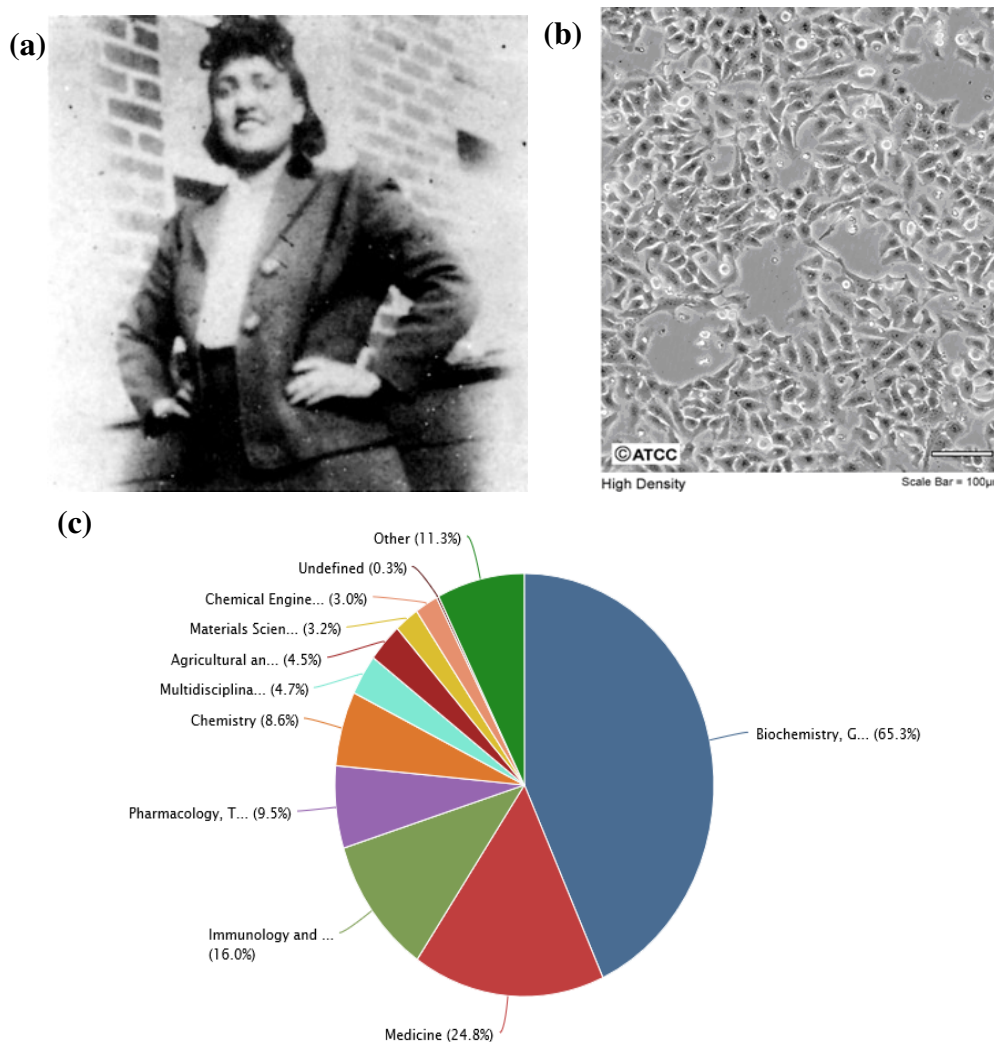 (a)
(b)
©ATCC
High Density
Scale Bar = 100µm
(c)
Other (11.3%)
Undefined (0.3%)
Chemical Engine... (3.0%)
Materials Scien... (3.2%)
Agricultural an... (4.5%)
Multidisciplina... (4.7%)
Chemistry (8.6%)
Biochemistry, G... (65.3%)
Pharmacology, T... (9.5%)
Immunology and ...
(16.0%)
Medicine (24.8%)